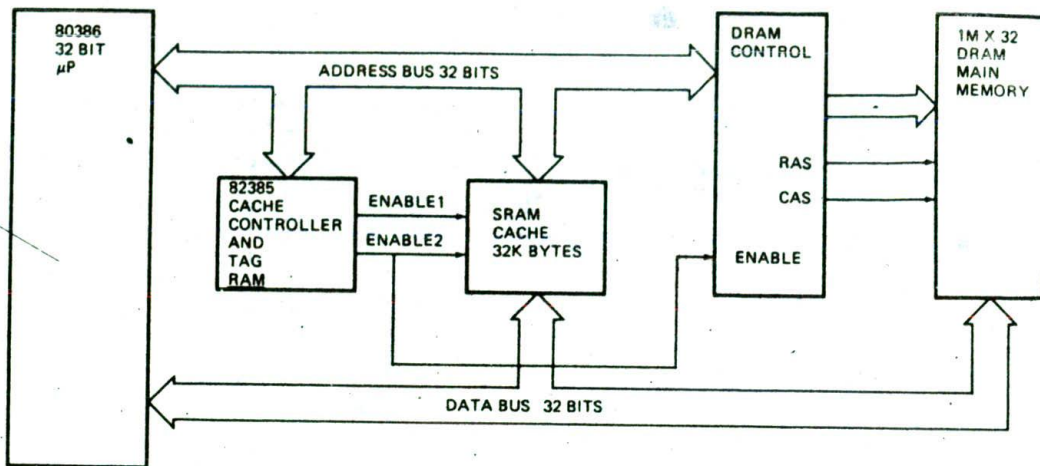 80386
32 BIT
µP
ADDRESS BUS 32 BITS
DRAM
CONTROL
1M X 32
DRAM
MAIN
MEMORY
RAS
CAS
ENABLE
82385
CACHE
CONTROLLER
AND
TAG
RAM
ENABLE1
ENABLE2
SRAM
CACHE
32K BYTES
DATA BUS 32 BITS